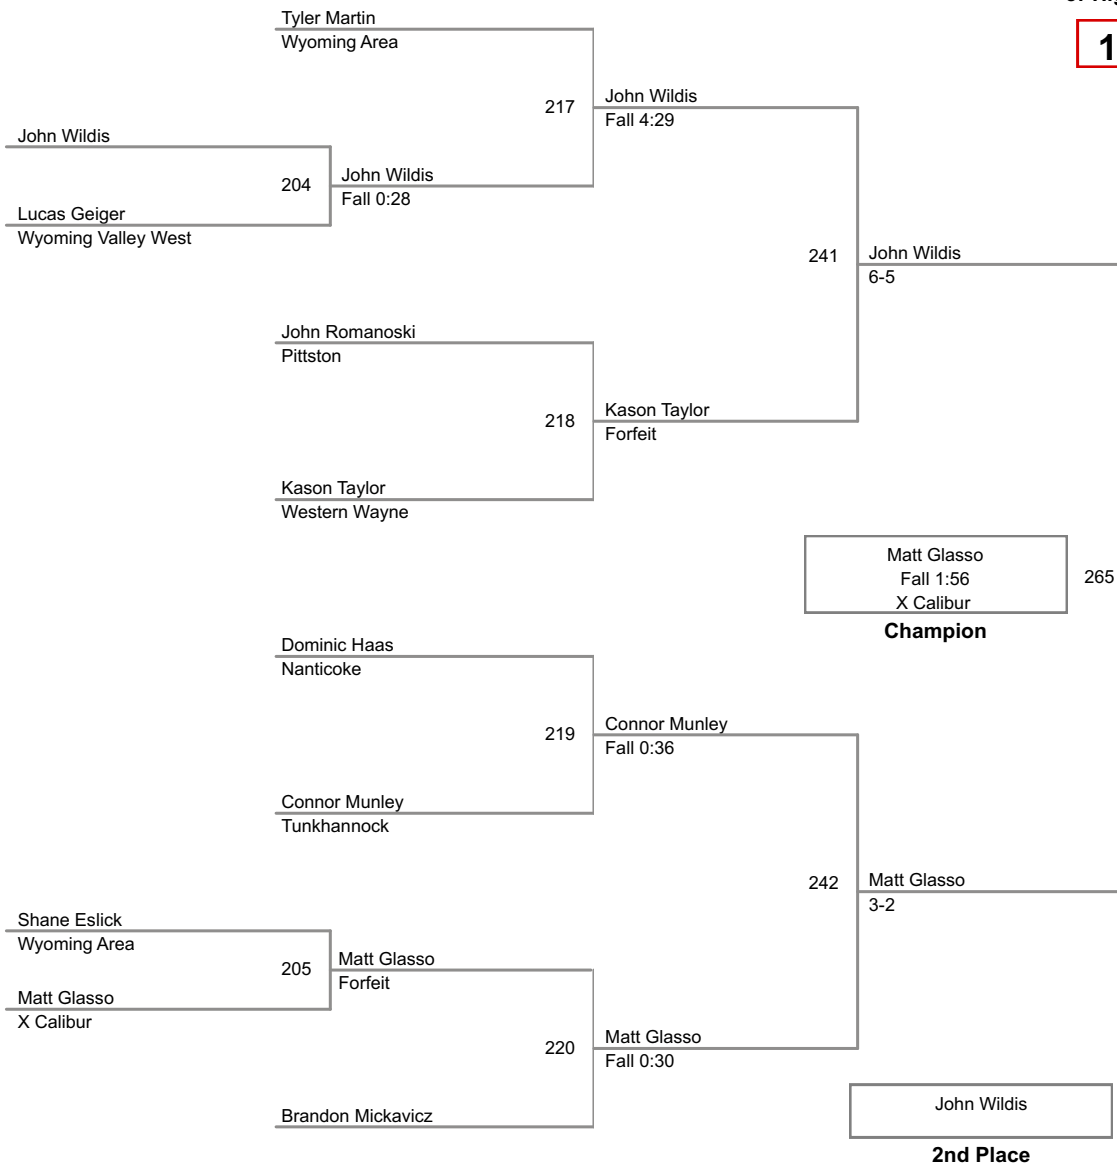 Tyler Martin
Wyoming Area
1
217
John Wildis
Fall 4:29
John Wildis
204
John Wildis
Fall 0:28
Lucas Geiger
Wyoming Valley West
241
John Wildis
6-5
John Romanoski
Pittston
218
Kason Taylor
Forfeit
Kason Taylor
Western Wayne
Matt Glasso
Fall 1:56
X Calibur
265
Champion
Dominic Haas
Nanticoke
219
Connor Munley
Fall 0:36
Connor Munley
Tunkhannock
242
Matt Glasso
3-2
Shane Eslick
Wyoming Area
205
Matt Glasso
Forfeit
Matt Glasso
X Calibur
220
Matt Glasso
Fall 0:30
Brandon Mickavicz
John Wildis
2nd Place